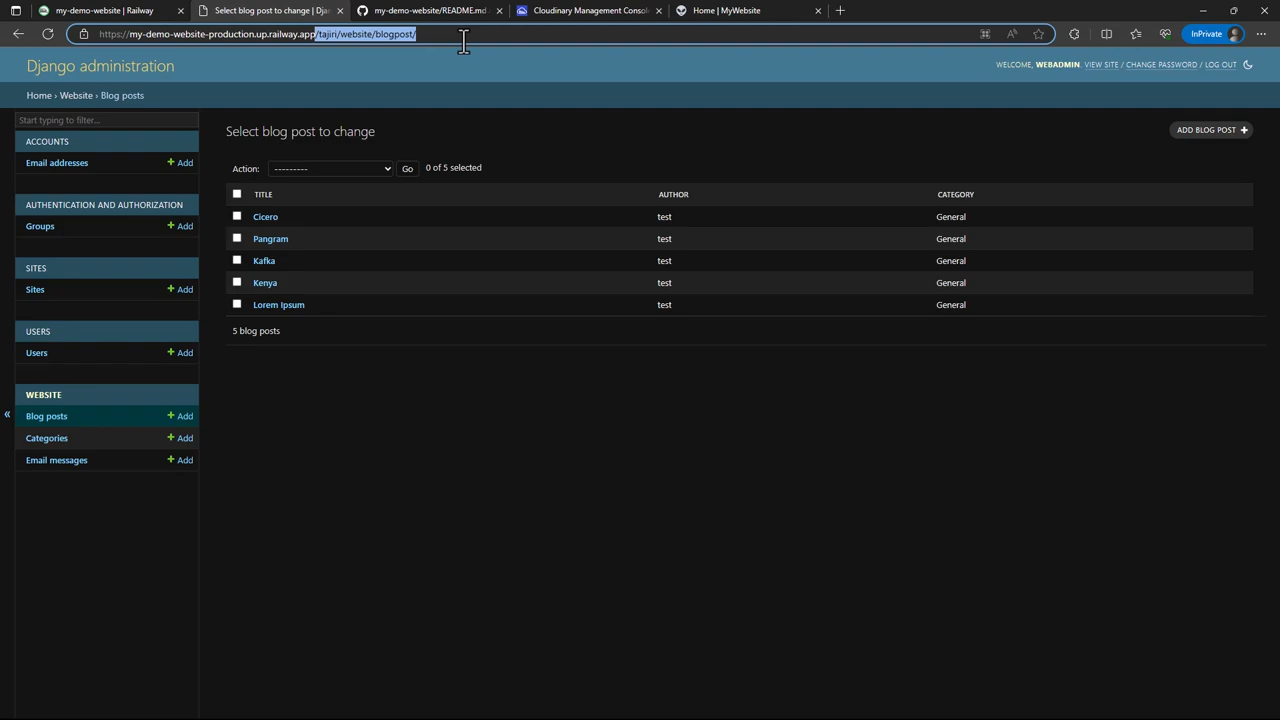 my-demo-website | Railway
Select blog post to change | Dja
my-demo-website/README.md
Cloudinary Management Consol
Home | MyWebsite
https://my-demo-website-production.up.railway.app/tajiri/website/blogpost/
InPrivate
Django administration
WELCOME, WEBADMIN. VIEW SITE / CHANGE PASSWORD / LOG OUT
Home › Website › Blog posts
Start typing to filter...
ACCOUNTS
Email addresses + Add
AUTHENTICATION AND AUTHORIZATION
Groups + Add
SITES
Sites + Add
USERS
Users + Add
WEBSITE
Blog posts + Add
Categories + Add
Email messages + Add
«
Select blog post to change
ADD BLOG POST +
Action: --------- Go 0 of 5 selected
TITLE AUTHOR CATEGORY
Cicero test General
Pangram test General
Kafka test General
Kenya test General
Lorem Ipsum test General
5 blog posts